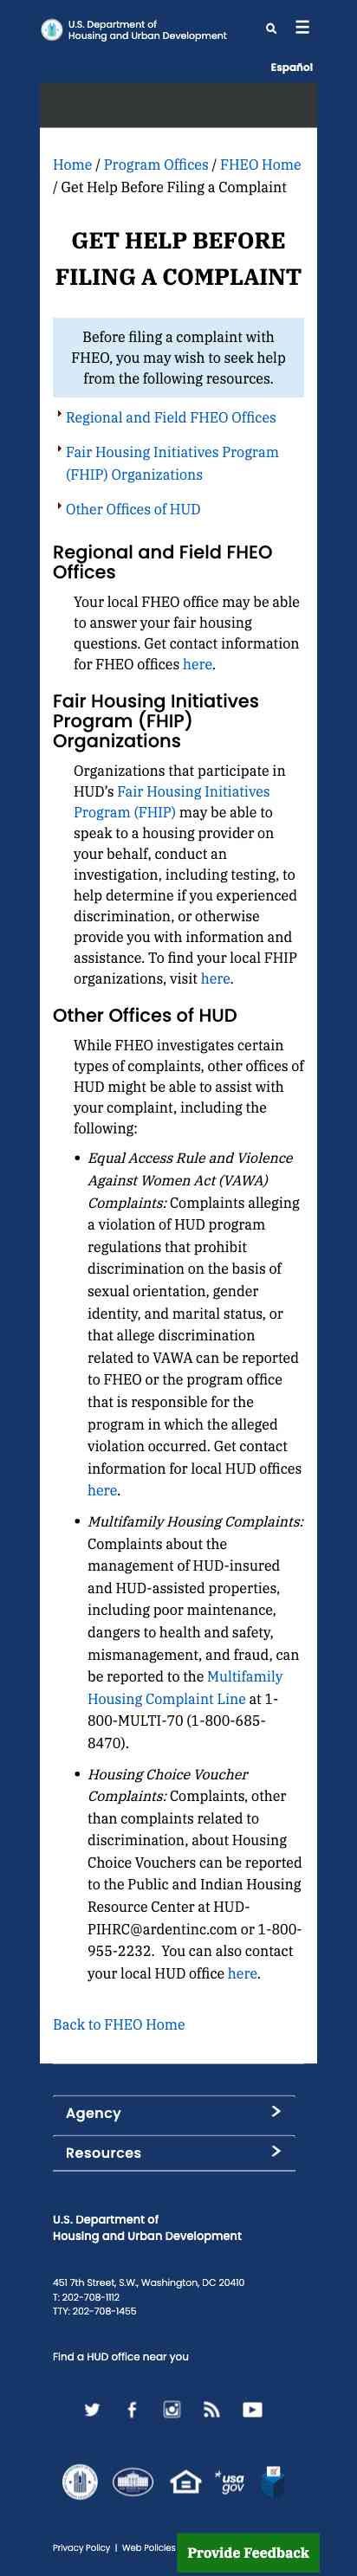 U.S. Department of
Housing and Urban Development
Español
Home / Program Offices / FHEO Home
/ Get Help Before Filing a Complaint
GET HELP BEFORE
FILING A COMPLAINT
Before filing a complaint with
FHEO, you may wish to seek help
from the following resources.
Regional and Field FHEO Offices
Fair Housing Initiatives Program
(FHIP) Organizations
Other Offices of HUD
Regional and Field FHEO
Offices
Your local FHEO office may be able
to answer your fair housing
questions. Get contact information
for FHEO offices here.
Fair Housing Initiatives
Program (FHIP)
Organizations
Organizations that participate in
HUD's Fair Housing Initiatives
Program (FHIP) may be able to
speak to a housing provider on
your behalf, conduct an
investigation, including testing, to
help determine if you experienced
discrimination, or otherwise
provide you with information and
assistance. To find your local FHIP
organizations, visit here.
Other Offices of HUD
While FHEO investigates certain
types of complaints, other offices of
HUD might be able to assist with
your complaint, including the
following:
• Equal Access Rule and Violence
Against Women Act (VAWA)
Complaints: Complaints alleging
a violation of HUD program
regulations that prohibit
discrimination on the basis of
sexual orientation, gender
identity, and marital status, or
that allege discrimination
related to VAWA can be reported
to FHEO or the program office
that is responsible for the
program in which the alleged
violation occurred. Get contact
information for local HUD offices
here.
• Multifamily Housing Complaints:
Complaints about the
management of HUD-insured
and HUD-assisted properties,
including poor maintenance,
dangers to health and safety,
mismanagement, and fraud, can
be reported to the Multifamily
Housing Complaint Line at 1-
800-MULTI-70 (1-800-685-
8470).
• Housing Choice Voucher
Complaints: Complaints, other
than complaints related to
discrimination, about Housing
Choice Vouchers can be reported
to the Public and Indian Housing
Resource Center at HUD-
PIHRC@ardentinc.com or 1-800-
955-2232.  You can also contact
your local HUD office here.
Back to FHEO Home
Agency
Resources
U.S. Department of
Housing and Urban Development
451 7th Street, S.W., Washington, DC 20410
T: 202-708-1112
TTY: 202-708-1455
Find a HUD office near you
usa
gov
Privacy Policy | Web Policies
Provide Feedback